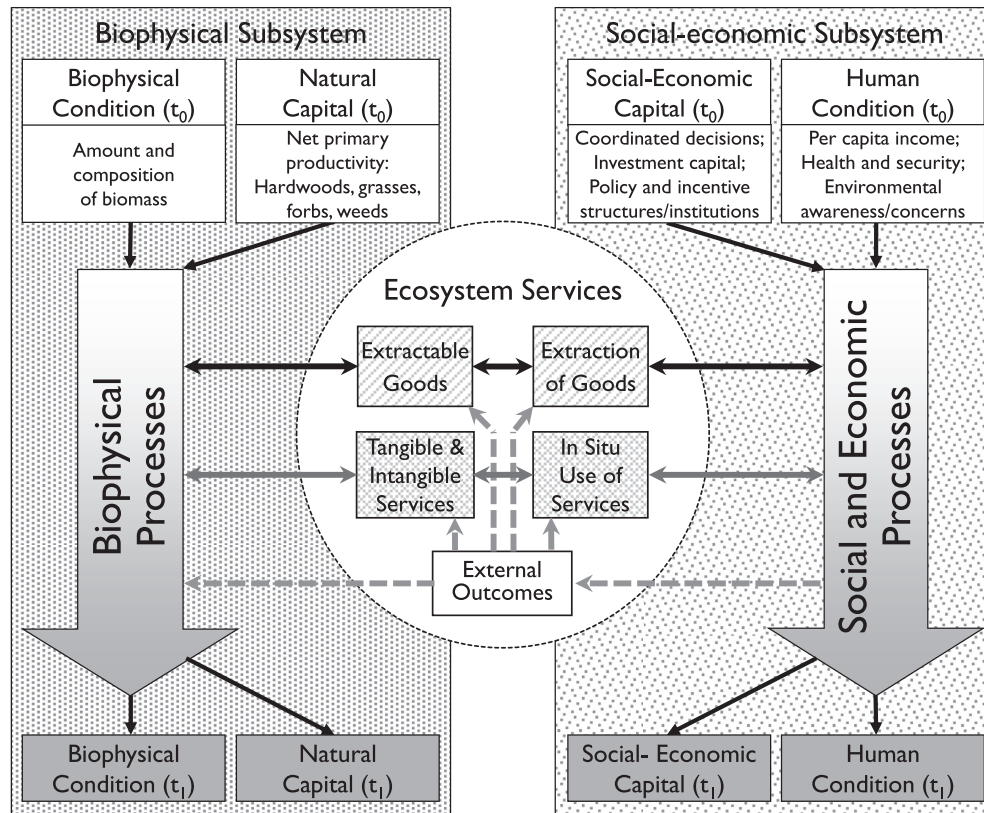 Biophysical Subsystem
Biophysical
Condition (t₀)
Amount and
composition
of biomass
Natural
Capital (t₀)
Net primary
productivity:
Hardwoods, grasses,
forbs, weeds
Social-economic Subsystem
Social-Economic
Capital (t₀)
Coordinated decisions;
Investment capital;
Policy and incentive
structures/institutions
Human
Condition (t₀)
Per capita income;
Health and security;
Environmental
awareness/concerns
Biophysical
Processes
Ecosystem Services
Extractable
Goods
Extraction
of Goods
Tangible &
Intangible
Services
In Situ
Use of
Services
External
Outcomes
Social and Economic
Processes
Biophysical
Condition (t₁)
Natural
Capital (t₁)
Social- Economic
Capital (t₁)
Human
Condition (t₁)